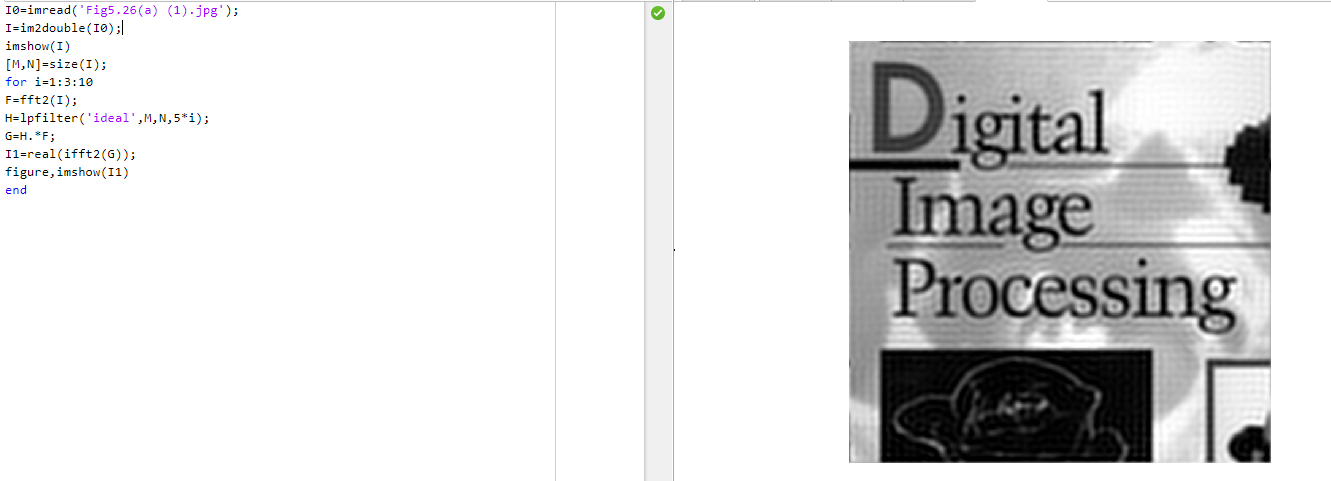 I0=imread('Fig5.26(a) (1).jpg');
I=im2double(I0);
imshow(I)
[M,N]=size(I);
for i=1:3:10
F=fft2(I);
H=lpfilter('ideal',M,N,5*i);
G=H.*F;
I1=real(ifft2(G));
figure,imshow(I1)
end
Digital
Image
Processing